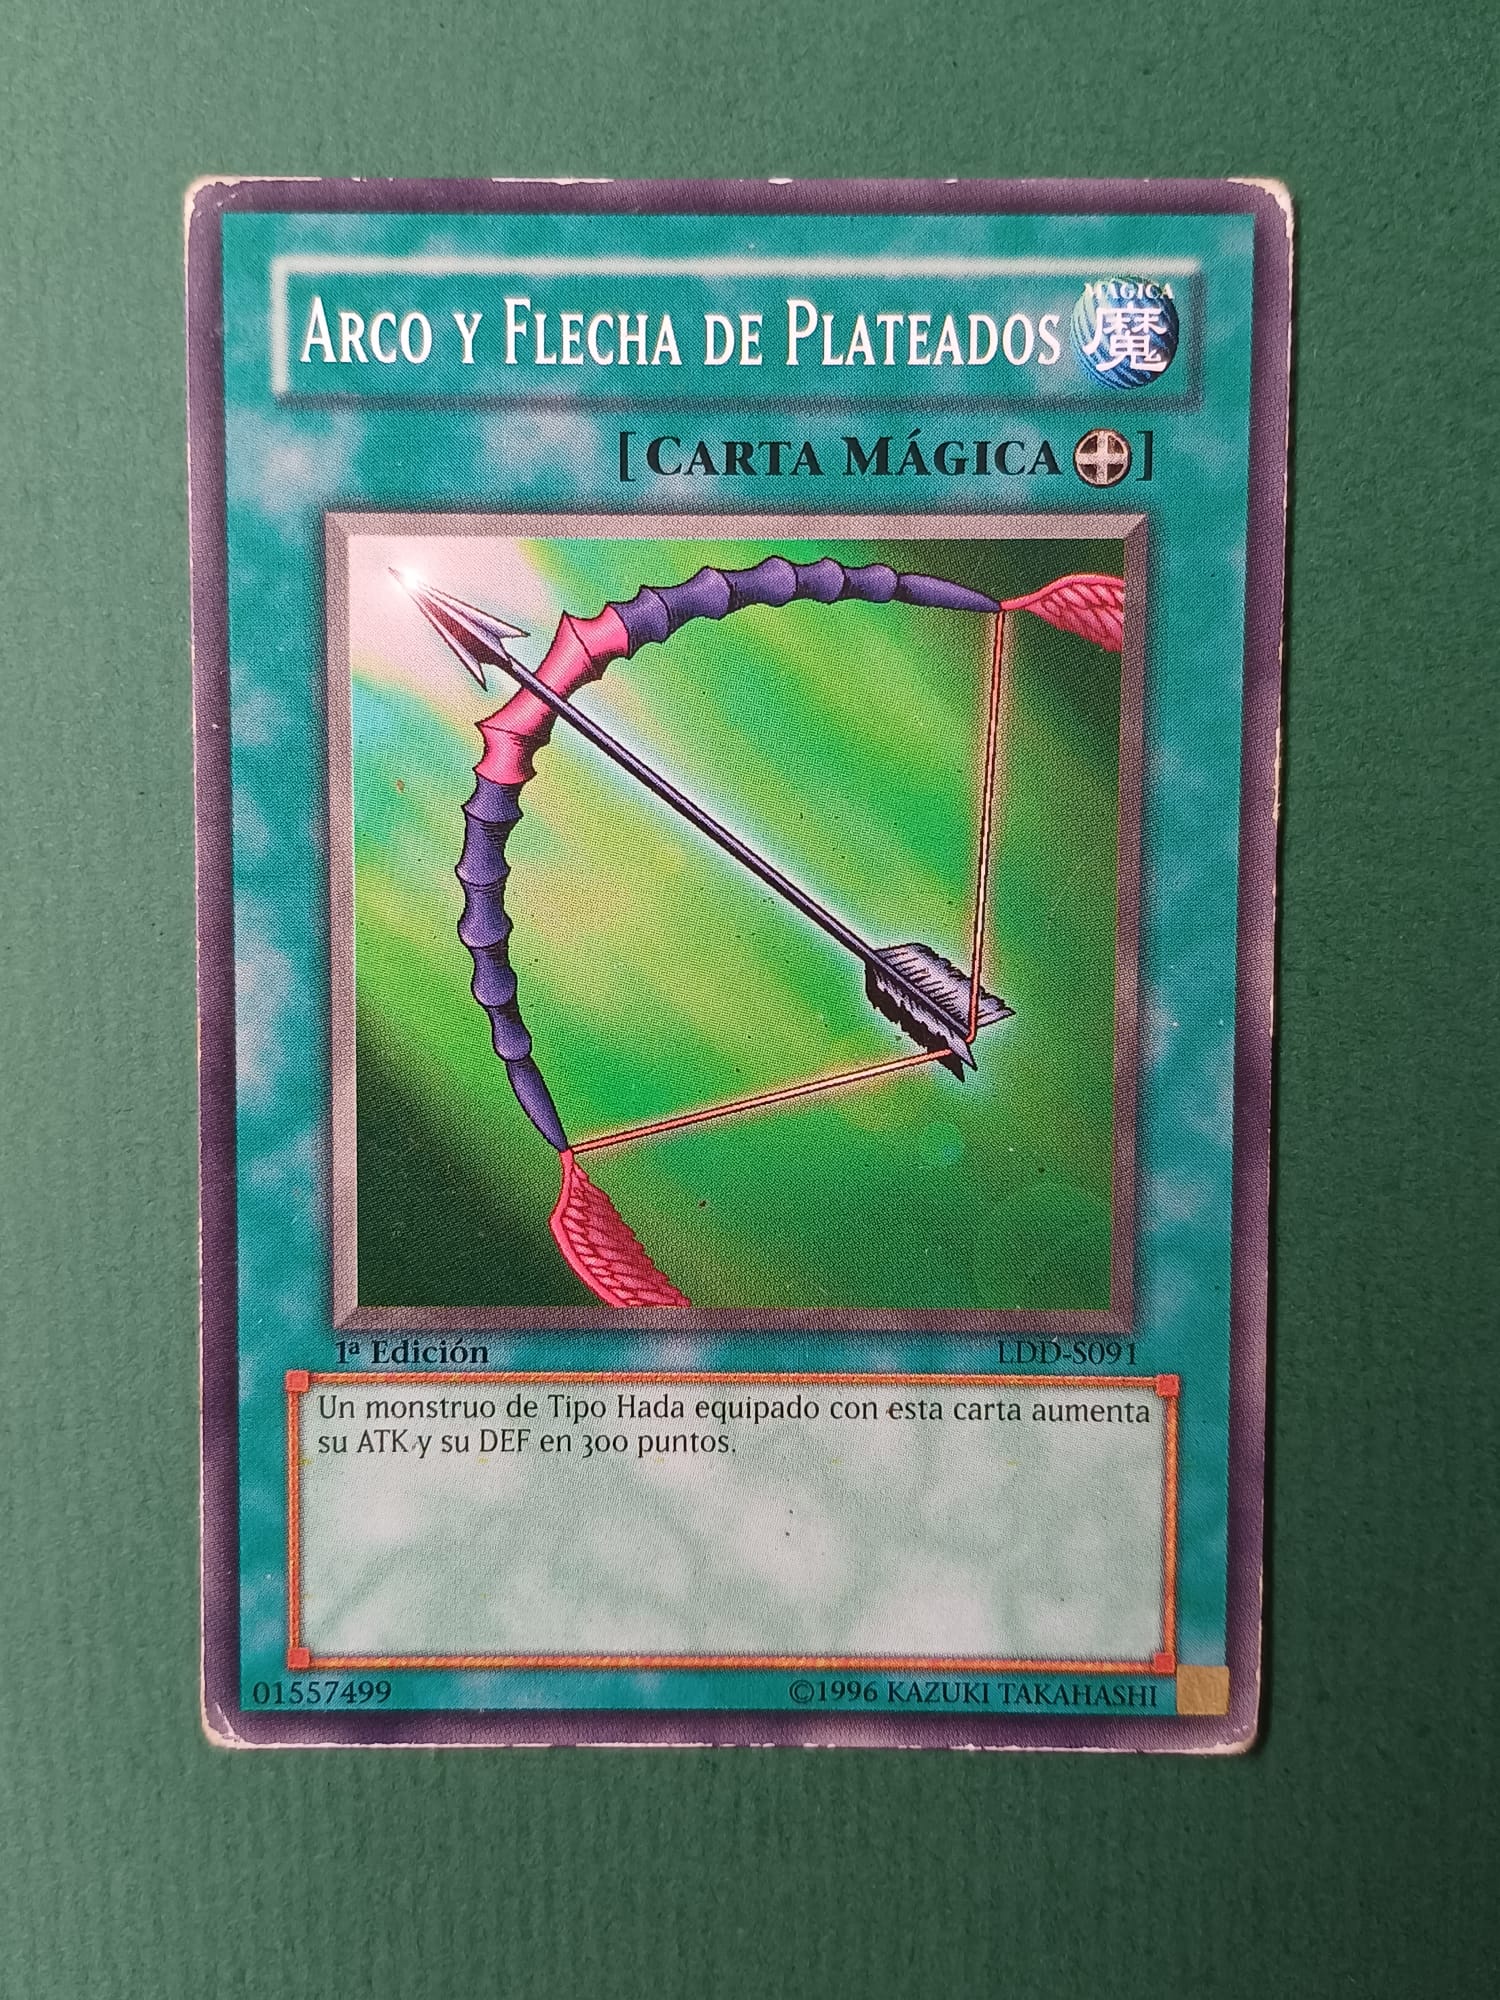 ARCO Y FLECHA DE PLATEADOS
MÁGICA
魔
[CARTA MÁGICA]
1ª Edición
LDD-S091
Un monstruo de Tipo Hada equipado con esta carta aumenta
su ATK y su DEF en 300 puntos.
01557499
©1996 KAZUKI TAKAHASHI